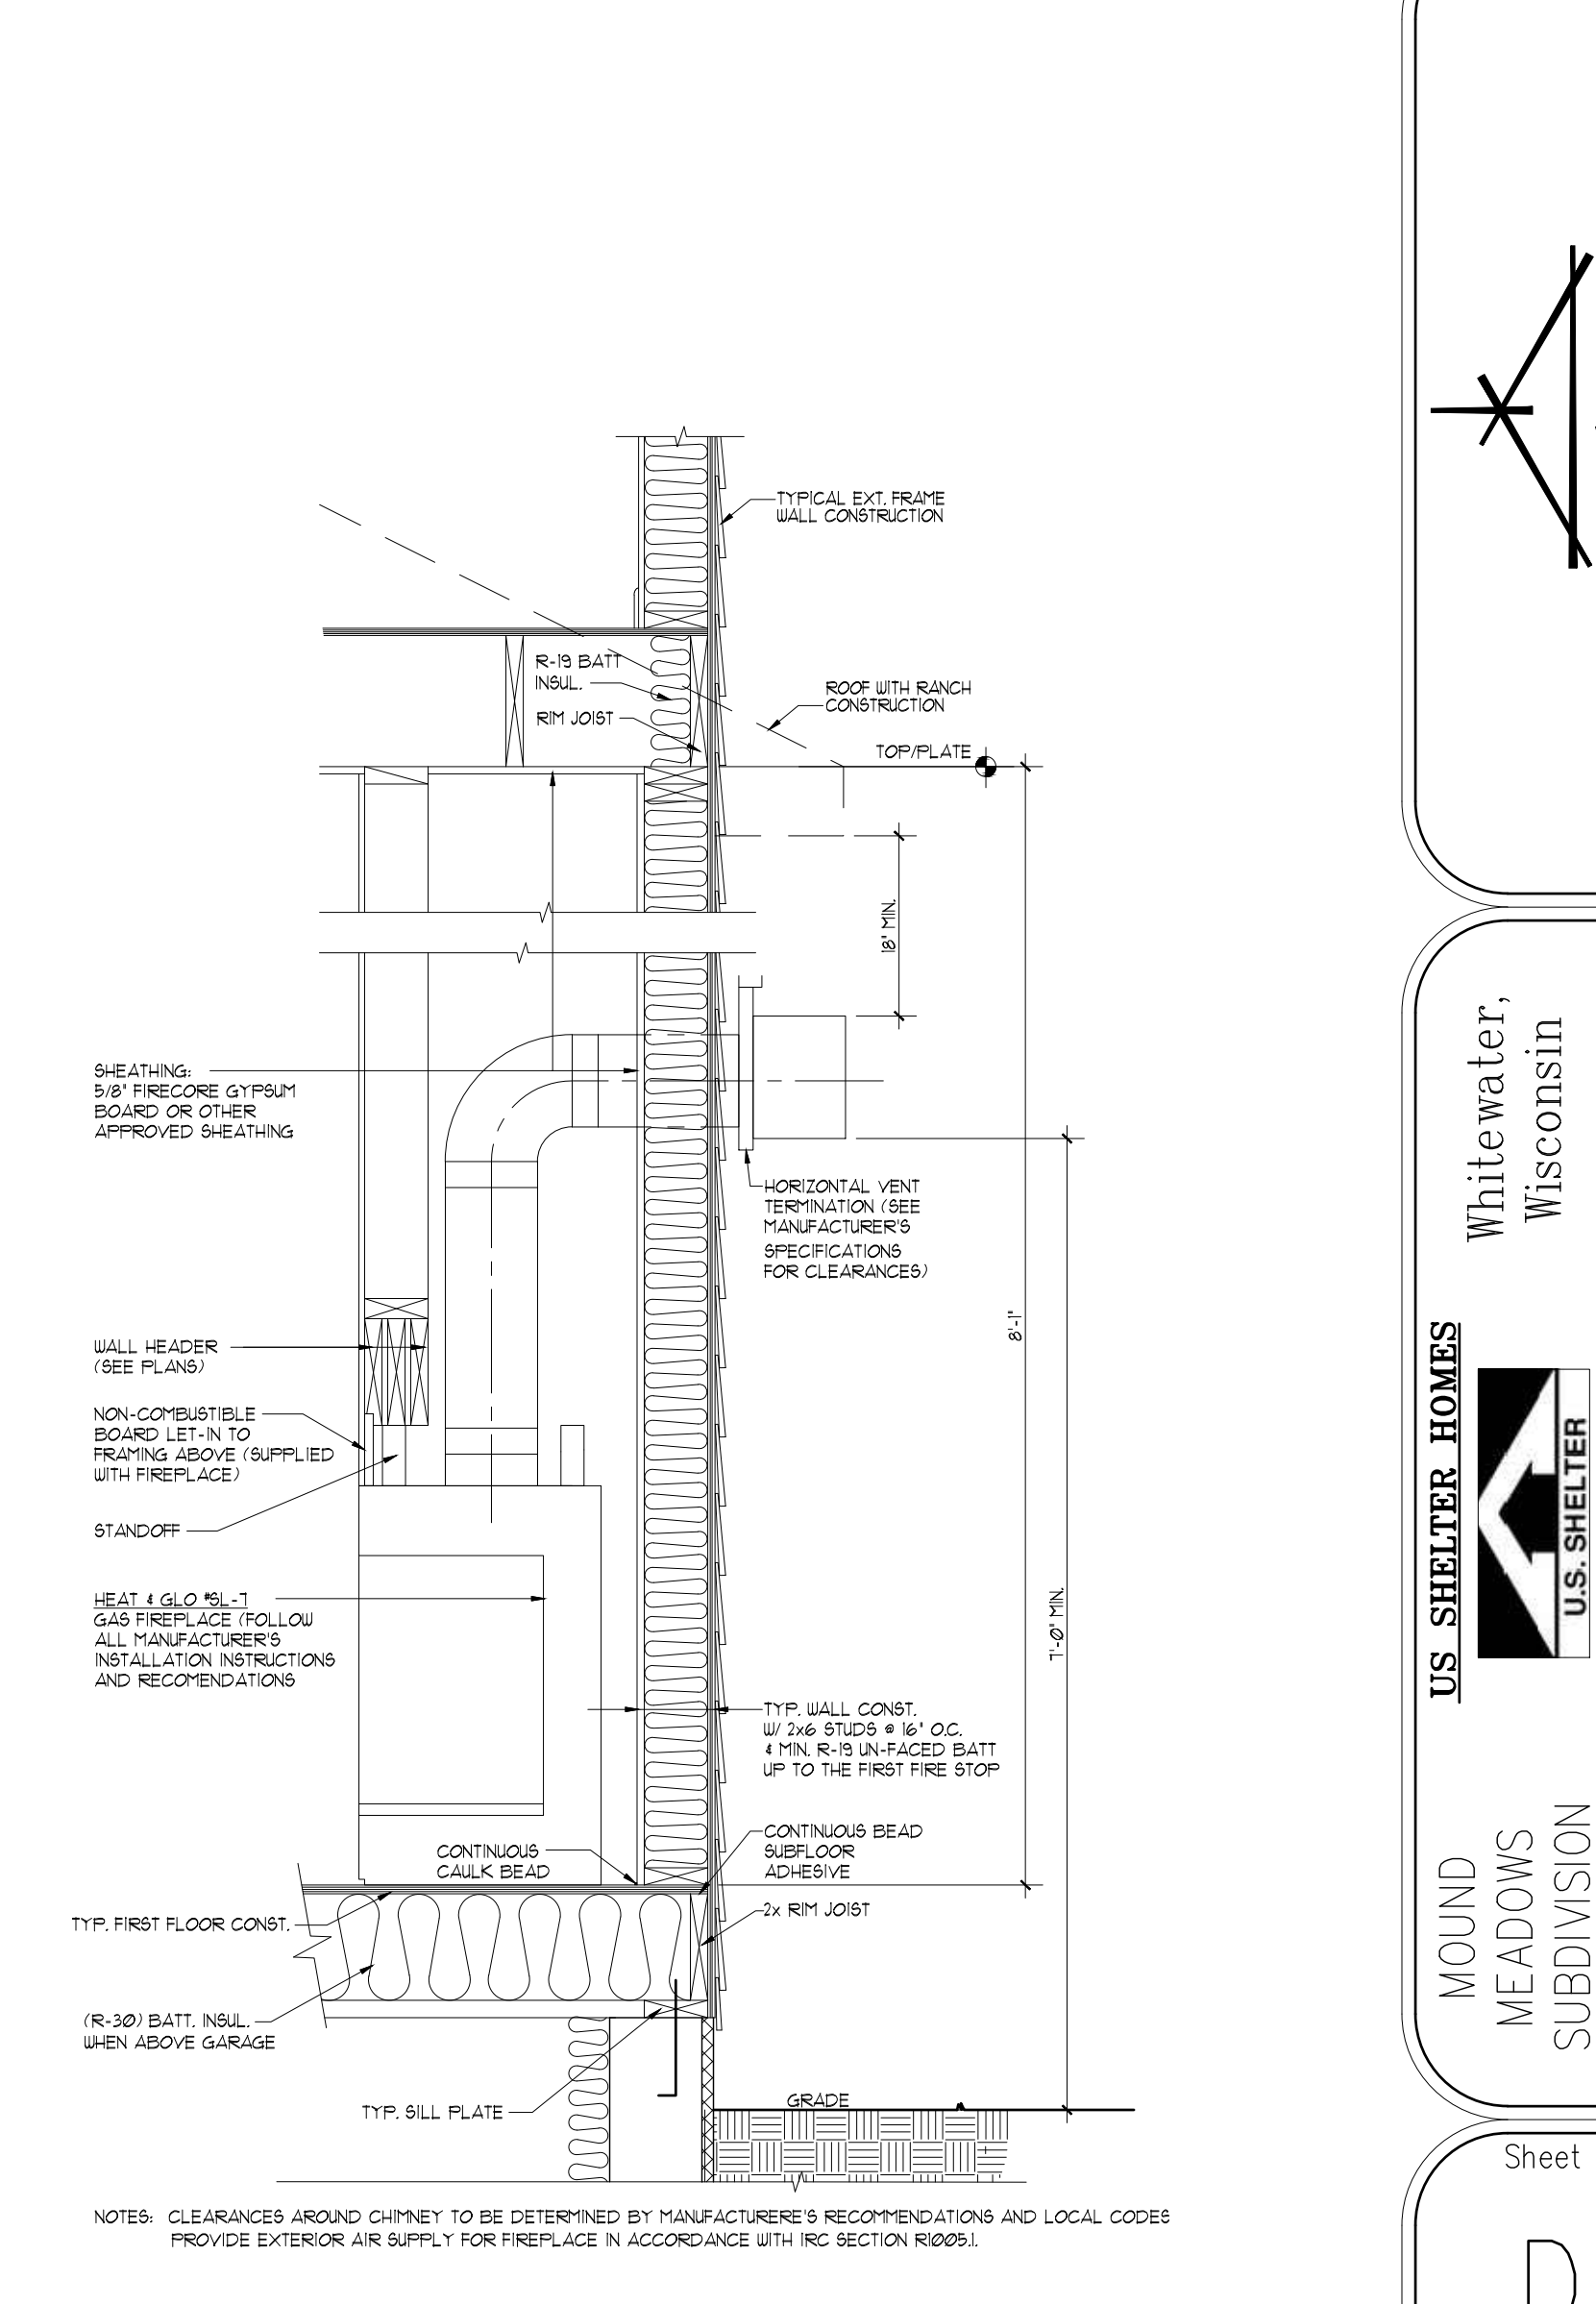 TYPICAL EXT. FRAME
WALL CONSTRUCTION
R-19 BATT
INSUL.
RIM JOIST
ROOF WITH RANCH
CONSTRUCTION
TOP/PLATE
18" MIN.
SHEATHING:
5/8" FIRECORE GYPSUM
BOARD OR OTHER
APPROVED SHEATHING
HORIZONTAL VENT
TERMINATION (SEE
MANUFACTURER'S
SPECIFICATIONS
FOR CLEARANCES)
8'-1"
WALL HEADER
(SEE PLANS)
NON-COMBUSTIBLE
BOARD LET-IN TO
FRAMING ABOVE (SUPPLIED
WITH FIREPLACE)
STANDOFF
HEAT & GLO #SL-7
GAS FIREPLACE (FOLLOW
ALL MANUFACTURER'S
INSTALLATION INSTRUCTIONS
AND RECOMENDATIONS
7'-0" MIN.
TYP. WALL CONST.
W/ 2x6 STUDS @ 16" O.C.
& MIN. R-19 UN-FACED BATT
UP TO THE FIRST FIRE STOP
CONTINUOUS
CAULK BEAD
CONTINUOUS BEAD
SUBFLOOR
ADHESIVE
TYP. FIRST FLOOR CONST.
2x RIM JOIST
(R-30) BATT. INSUL.
WHEN ABOVE GARAGE
TYP. SILL PLATE
GRADE
NOTES: CLEARANCES AROUND CHIMNEY TO BE DETERMINED BY MANUFACTURERE'S RECOMMENDATIONS AND LOCAL CODES
PROVIDE EXTERIOR AIR SUPPLY FOR FIREPLACE IN ACCORDANCE WITH IRC SECTION R1005.1.
Whitewater,
Wisconsin
US SHELTER HOMES
U.S. SHELTER
MOUND
MEADOWS
SUBDIVISION
Sheet